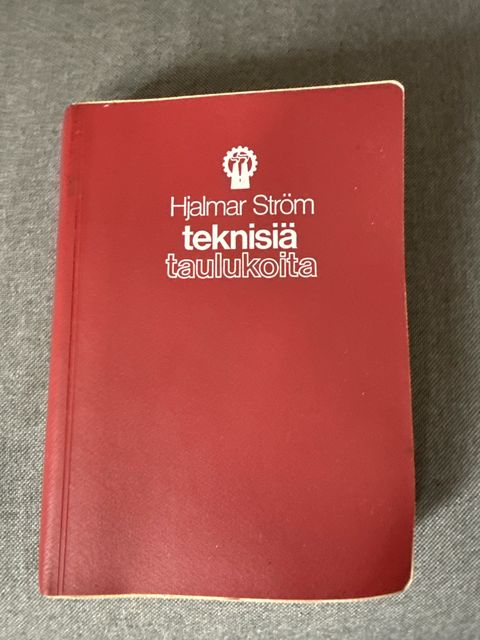 Hjalmar Ström
teknisiä
taulukoita